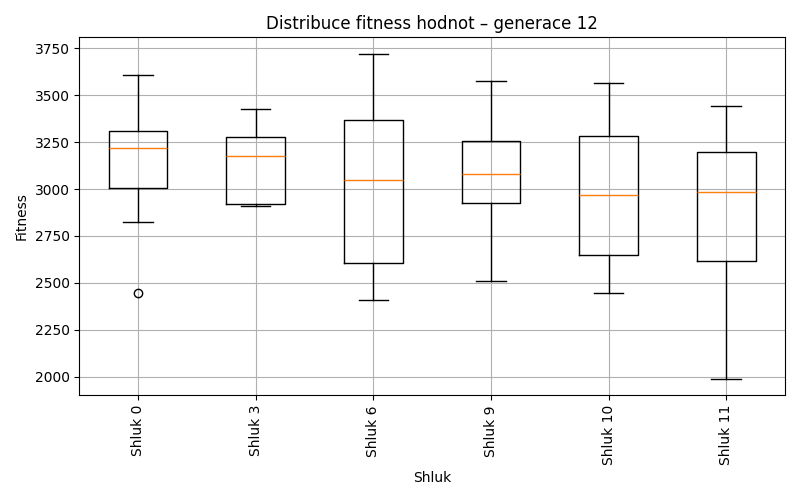 Distribuce fitness hodnot – generace 12
3750
3500
3250
3000
2750
2500
2250
2000
Fitness
Shluk 0
Shluk 3
Shluk 6
Shluk 9
Shluk 10
Shluk 11
Shluk